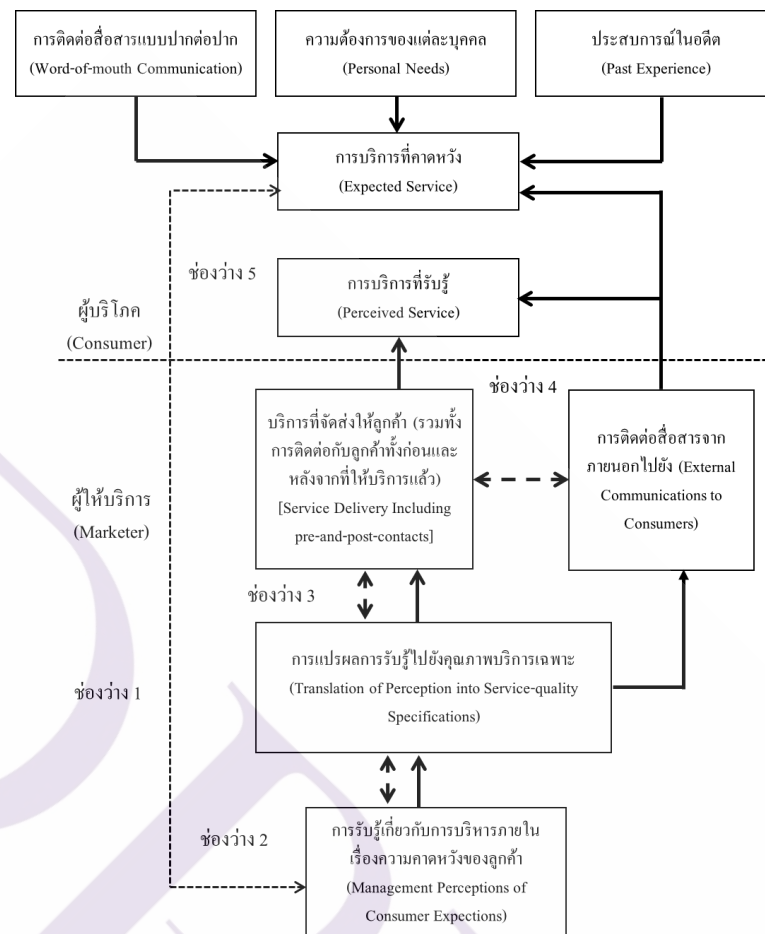 การติดต่อสื่อสารแบบปากต่อปาก
(Word-of-mouth Communication)
ความต้องการของแต่ละบุคคล
(Personal Needs)
ประสบการณ์ในอดีต
(Past Experience)
การบริการที่คาดหวัง
(Expected Service)
ช่องว่าง 5
การบริการที่รับรู้
(Perceived Service)
ผู้บริโภค
(Consumer)
ช่องว่าง 4
บริการที่จัดส่งให้ลูกค้า (รวมทั้ง
การติดต่อกับลูกค้าทั้งก่อนและ
หลังจากที่ให้บริการแล้ว)
[Service Delivery Including
pre-and-post-contacts]
การติดต่อสื่อสารจาก
ภายนอกไปยัง (External
Communications to
Consumers)
ผู้ให้บริการ
(Marketer)
ช่องว่าง 3
การแปรผลการรับรู้ไปยังคุณภาพบริการเฉพาะ
(Translation of Perception into Service-quality
Specifications)
ช่องว่าง 1
ช่องว่าง 2
การรับรู้เกี่ยวกับการบริหารภายใน
เรื่องความคาดหวังของลูกค้า
(Management Perceptions of
Consumer Expections)